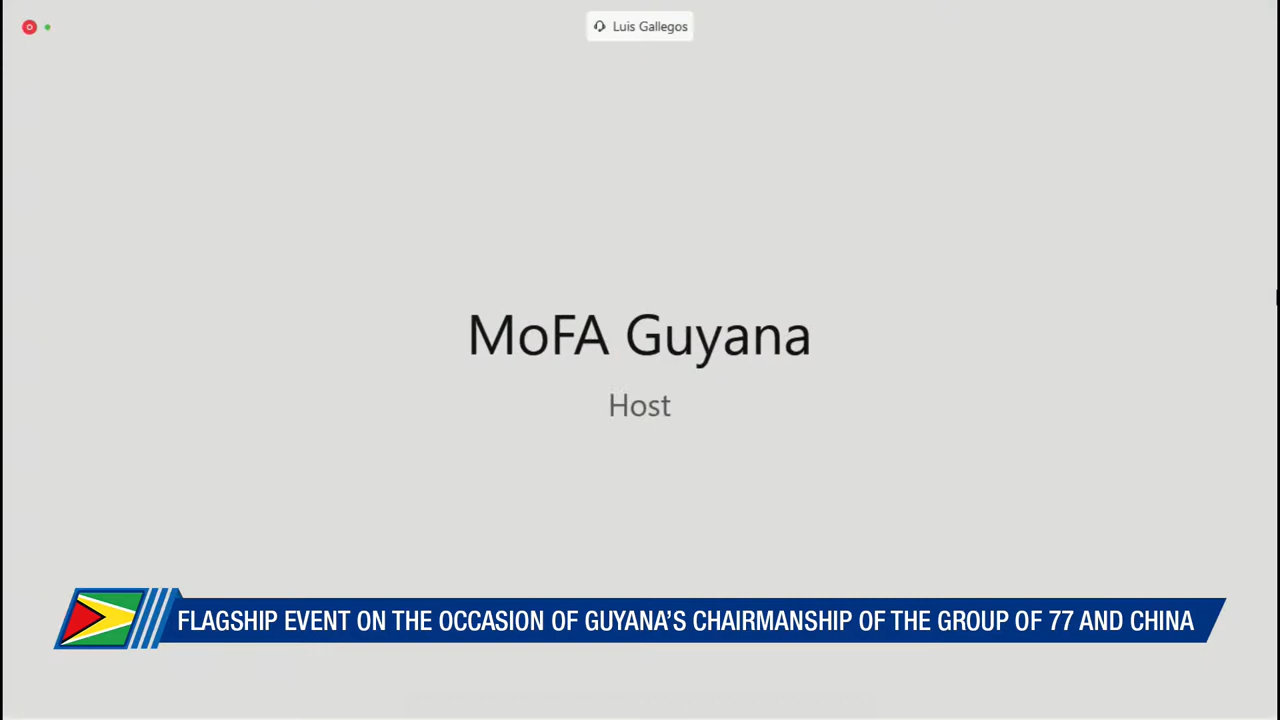 Luis Gallegos
MoFA Guyana
Host
FLAGSHIP EVENT ON THE OCCASION OF GUYANA'S CHAIRMANSHIP OF THE GROUP OF 77 AND CHINA